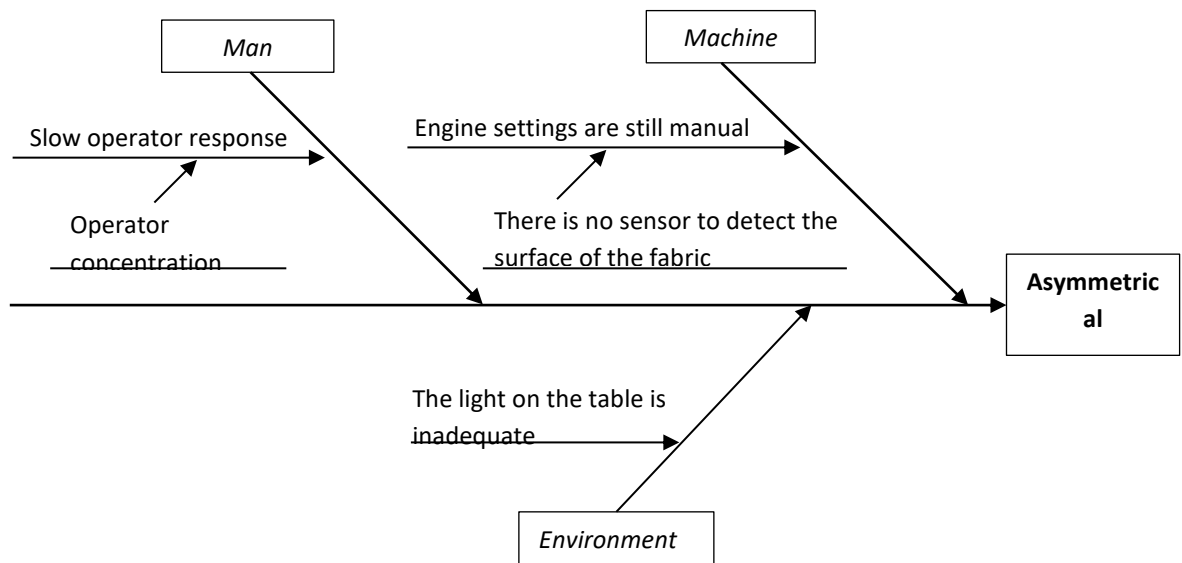 Man
Machine
Slow operator response
Engine settings are still manual
Operator
concentration
There is no sensor to detect the
surface of the fabric
Asymmetric
al
The light on the table is
inadequate
Environment